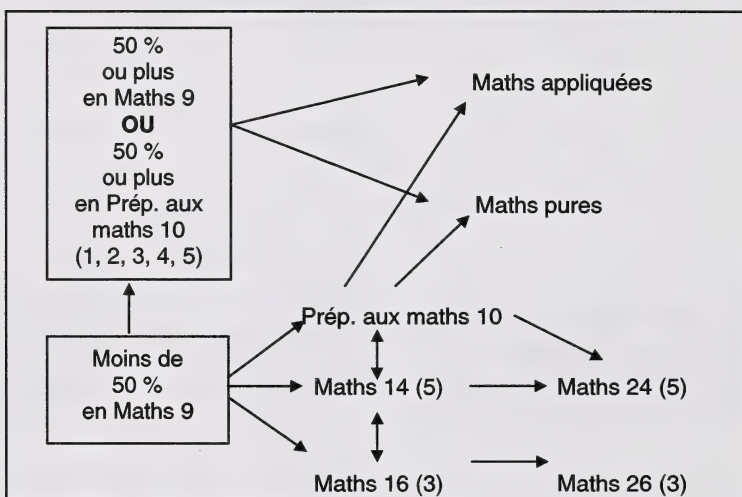 50 %
ou plus
en Maths 9
OU
50 %
ou plus
en Prép. aux
maths 10
(1, 2, 3, 4, 5)
Maths appliquées
Maths pures
Prép. aux maths 10
Moins de
50 %
en Maths 9
Maths 14 (5)
Maths 24 (5)
Maths 16 (3)
Maths 26 (3)